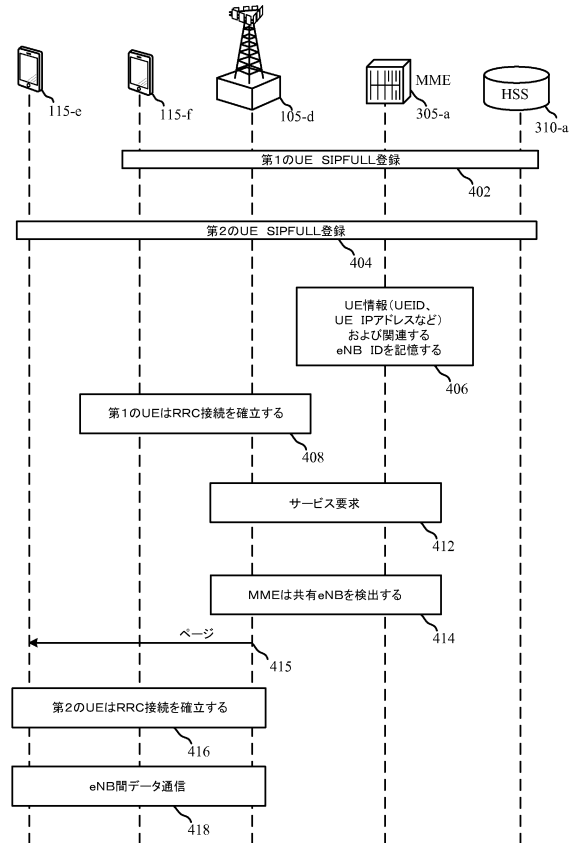 115-e
115-f
105-d
MME
305-a
HSS
310-a
第1のUE SIPFULL登録
402
第2のUE SIPFULL登録
404
UE情報(UEID、
UE IPアドレスなど)
および関連する
eNB IDを記憶する
406
第1のUEはRRC接続を確立する
408
サービス要求
412
MMEは共有eNBを検出する
414
ページ
415
第2のUEはRRC接続を確立する
416
eNB間データ通信
418